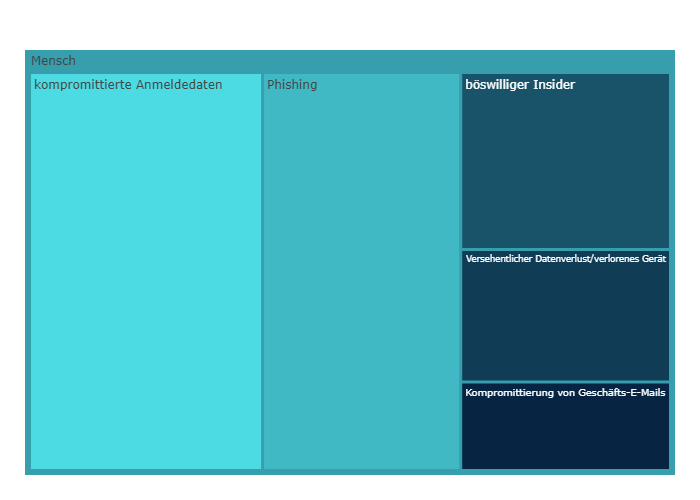 Mensch
kompromittierte Anmeldedaten
Phishing
böswilliger Insider
Versehentlicher Datenverlust/verlorenes Gerät
Kompromittierung von Geschäfts-E-Mails